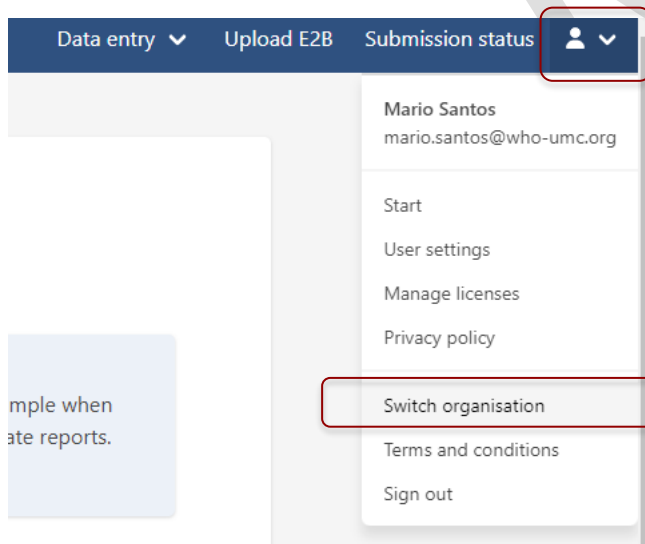 Data entry Upload E2B Submission status
Mario Santos
mario.santos@who-umc.org
Start
User settings
Manage licenses
Privacy policy
mple when
ate reports.
Switch organisation
Terms and conditions
Sign out